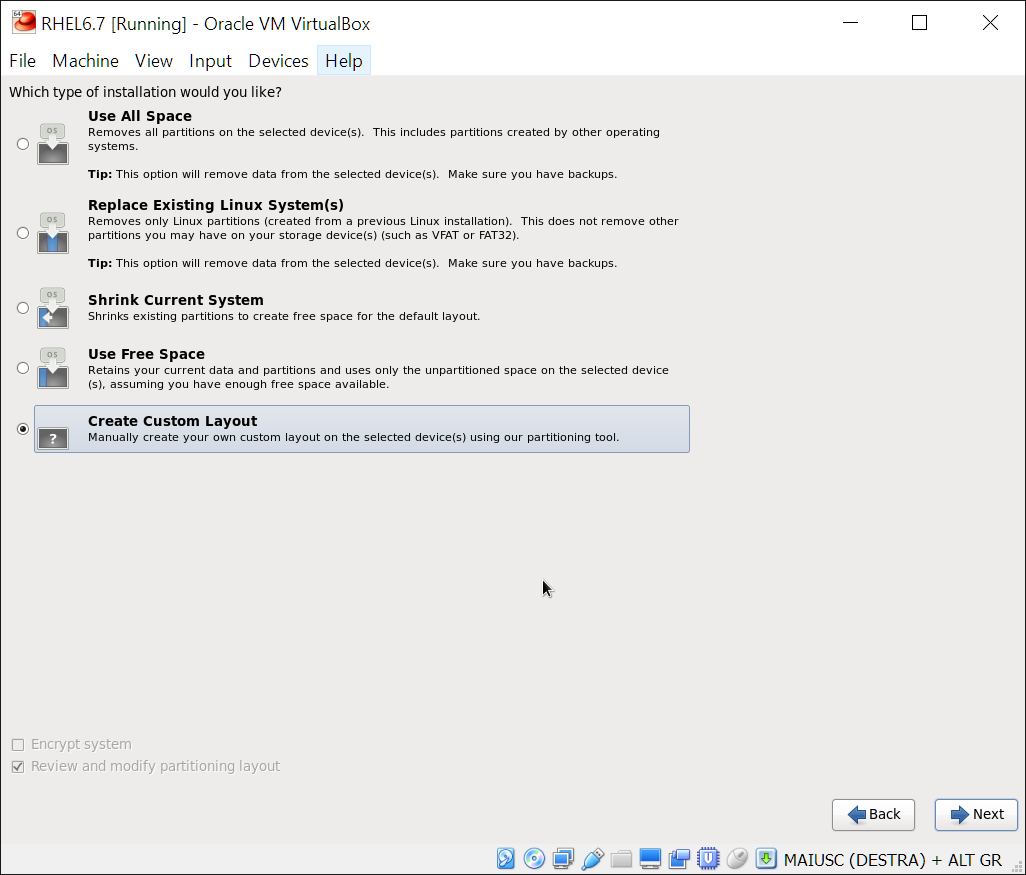 64
RHEL6.7 [Running] - Oracle VM VirtualBox
File Machine View Input Devices Help
Which type of installation would you like?
OS
Use All Space
Removes all partitions on the selected device(s). This includes partitions created by other operating
systems.
Tip: This option will remove data from the selected device(s). Make sure you have backups.
OS
Replace Existing Linux System(s)
Removes only Linux partitions (created from a previous Linux installation). This does not remove other
partitions you may have on your storage device(s) (such as VFAT or FAT32).
Tip: This option will remove data from the selected device(s). Make sure you have backups.
OS
Shrink Current System
Shrinks existing partitions to create free space for the default layout.
OS
Use Free Space
Retains your current data and partitions and uses only the unpartitioned space on the selected device
(s), assuming you have enough free space available.
?
Create Custom Layout
Manually create your own custom layout on the selected device(s) using our partitioning tool.
Encrypt system
Review and modify partitioning layout
Back Next
MAIUSC (DESTRA) + ALT GR